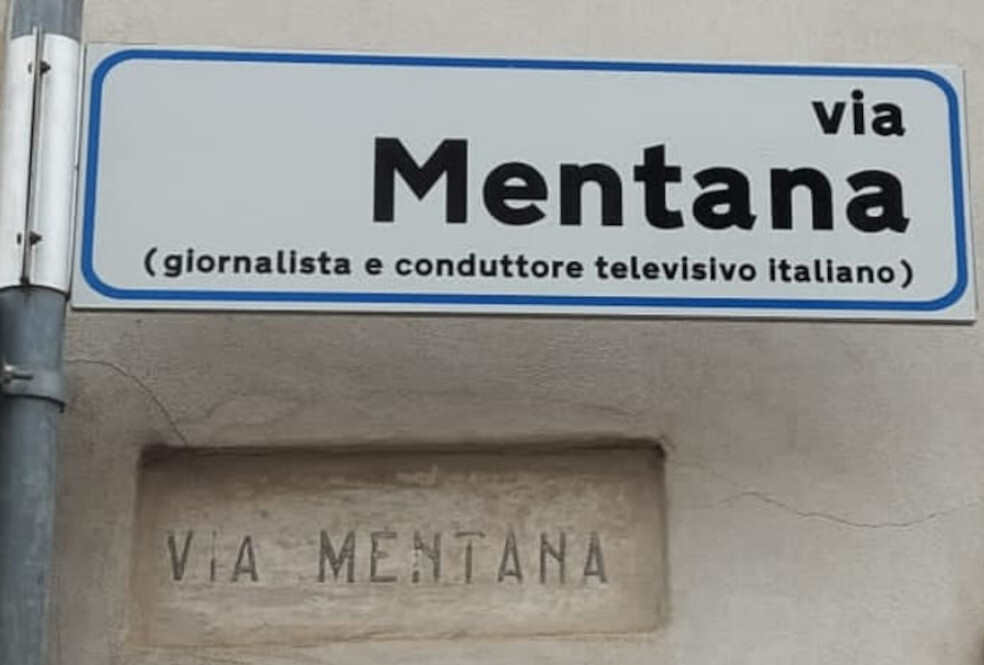 via
Mentana
(giornalista e conduttore televisivo italiano)
VIA MENTANA